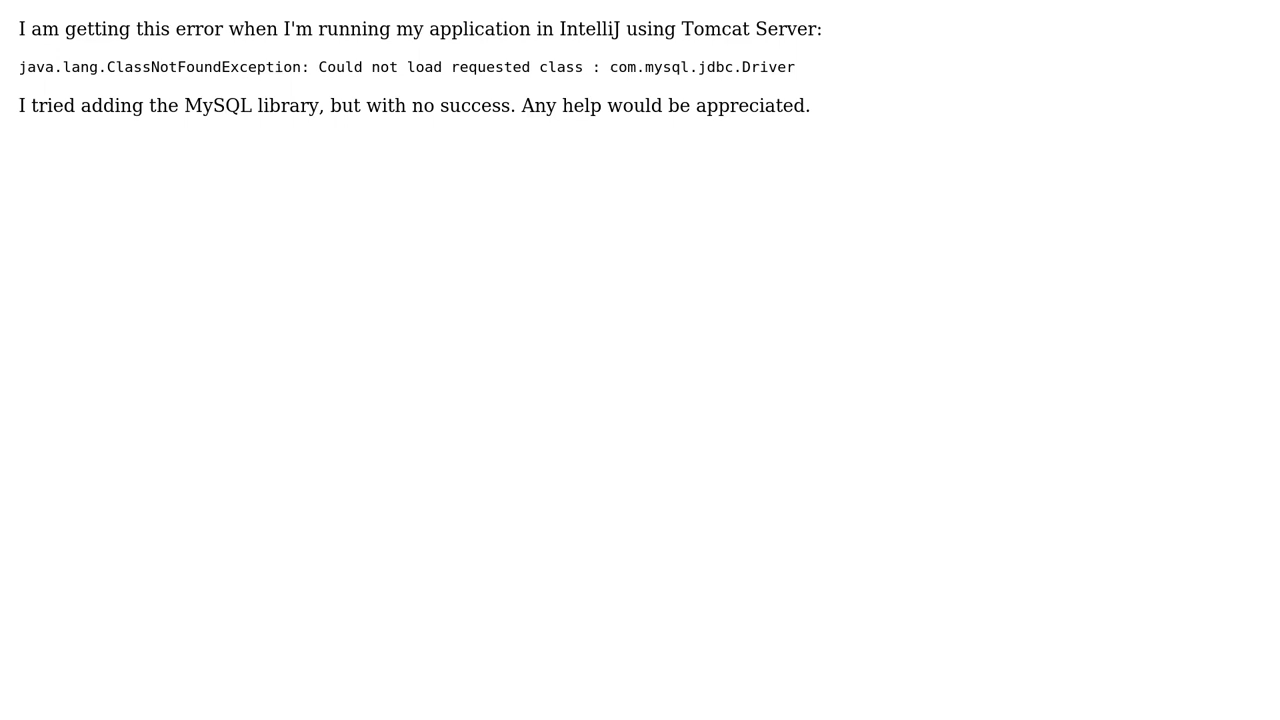 I am getting this error when I'm running my application in IntelliJ using Tomcat Server:
java.lang.ClassNotFoundException: Could not load requested class : com.mysql.jdbc.Driver
I tried adding the MySQL library, but with no success. Any help would be appreciated.